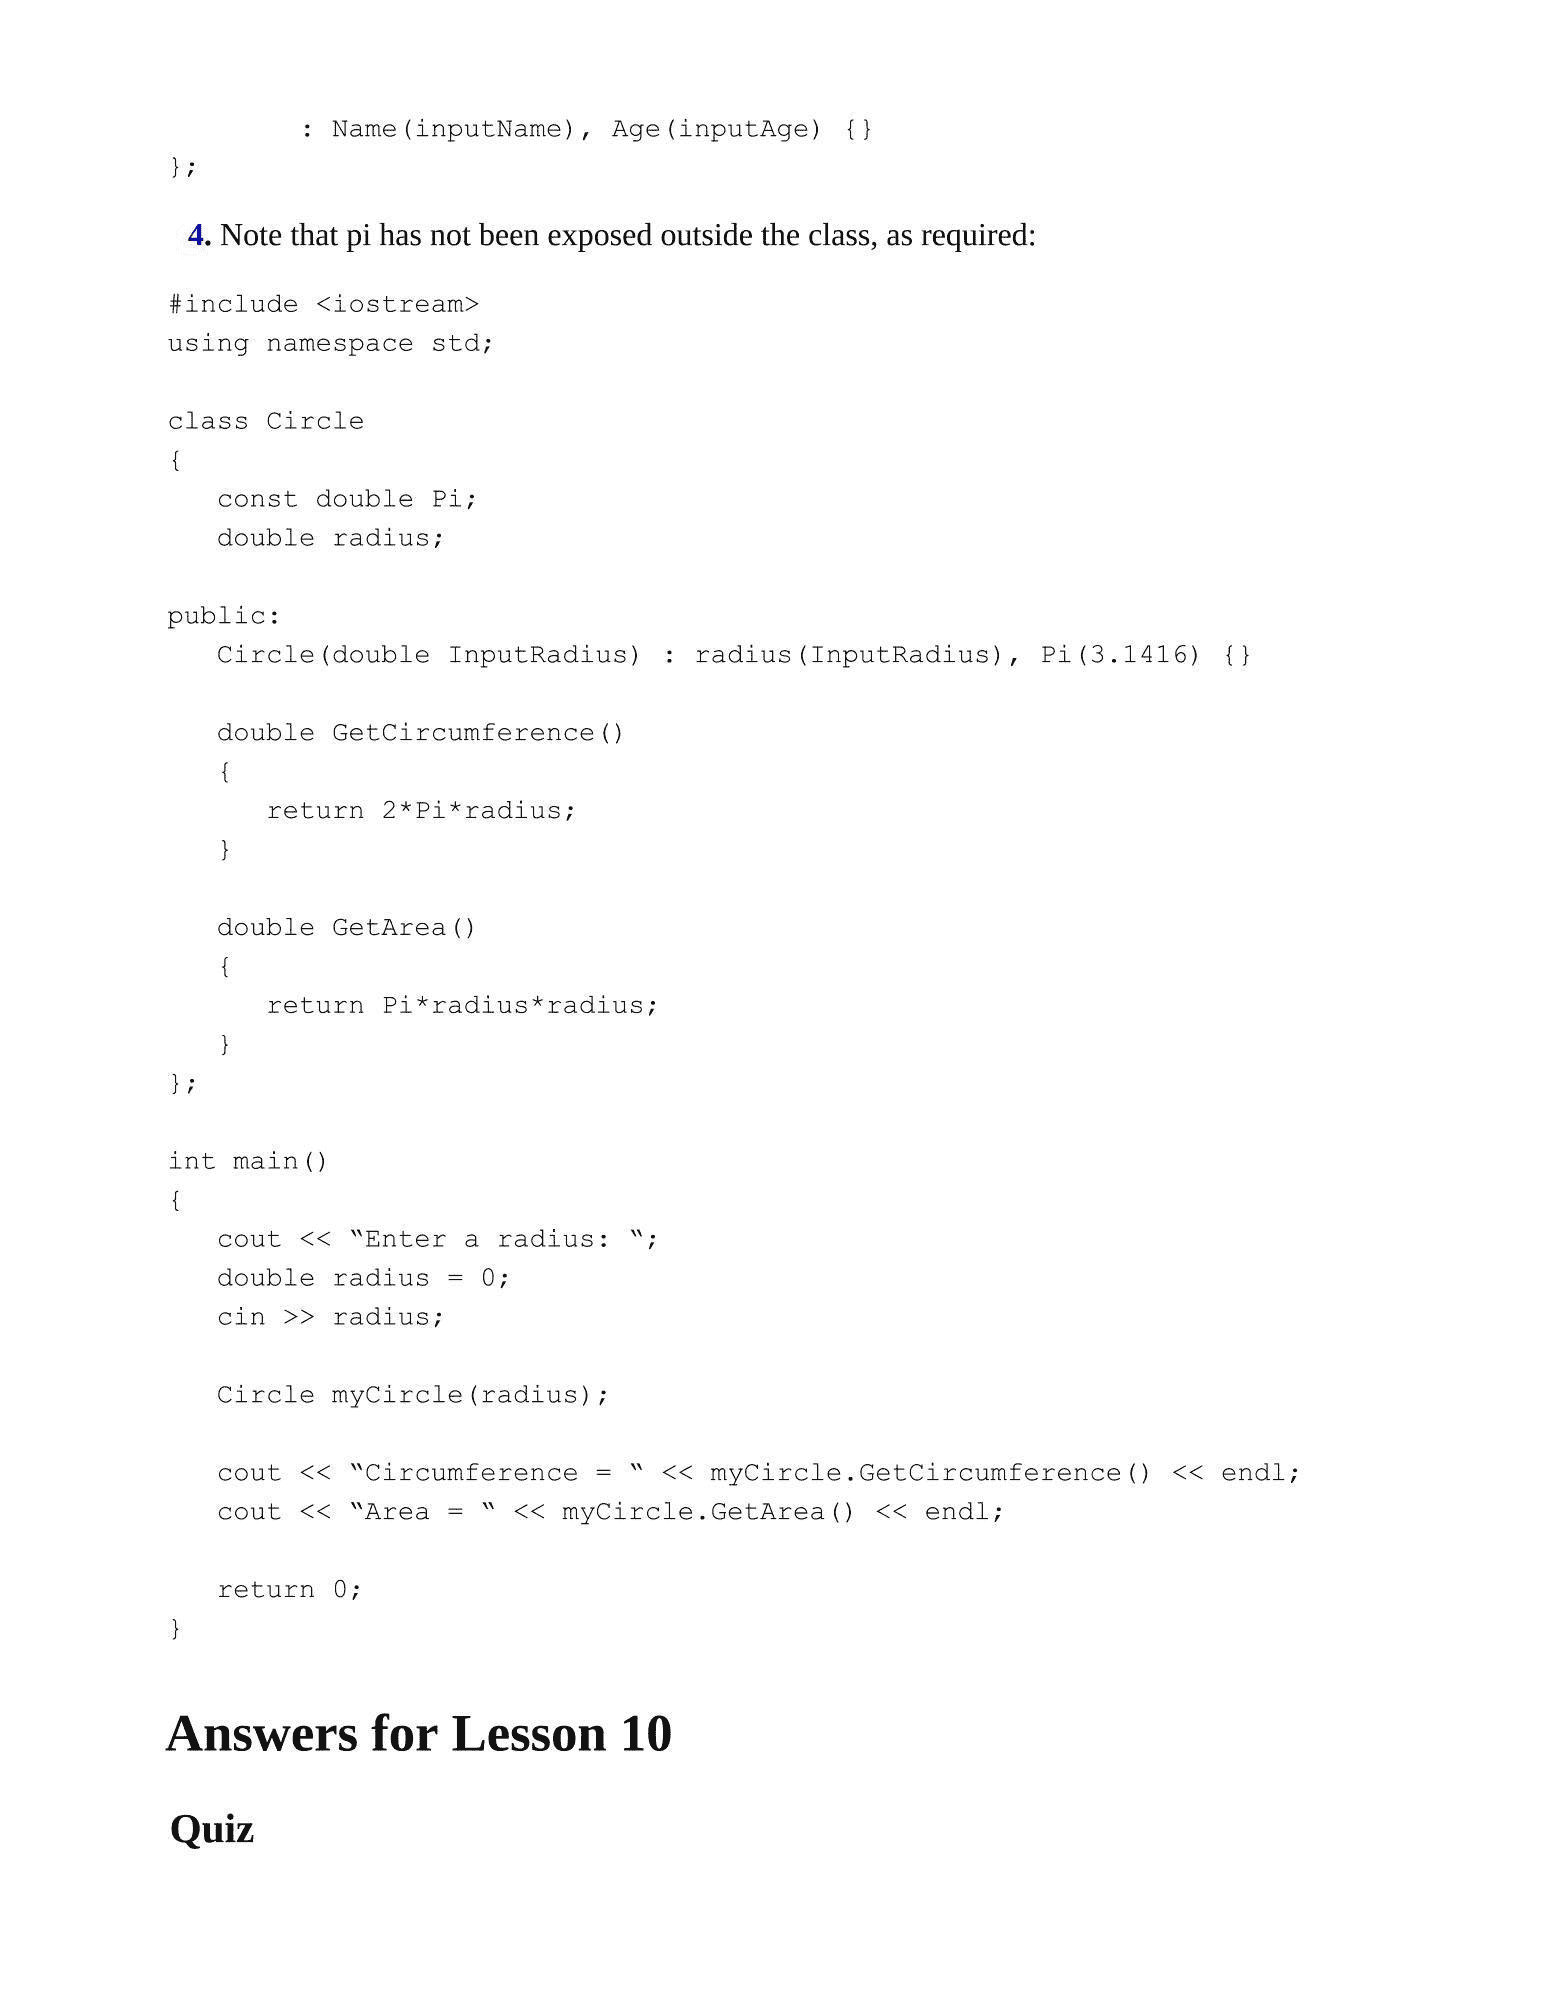 : Name(inputName), Age(inputAge) {}
};
4. Note that pi has not been exposed outside the class, as required:
#include <iostream>
using namespace std;

class Circle
{
   const double Pi;
   double radius;

public:
   Circle(double InputRadius) : radius(InputRadius), Pi(3.1416) {}

   double GetCircumference()
   {
      return 2*Pi*radius;
   }

   double GetArea()
   {
      return Pi*radius*radius;
   }
};

int main()
{
   cout << “Enter a radius: “;
   double radius = 0;
   cin >> radius;

   Circle myCircle(radius);

   cout << “Circumference = “ << myCircle.GetCircumference() << endl;
   cout << “Area = “ << myCircle.GetArea() << endl;

   return 0;
}
Answers for Lesson 10
Quiz